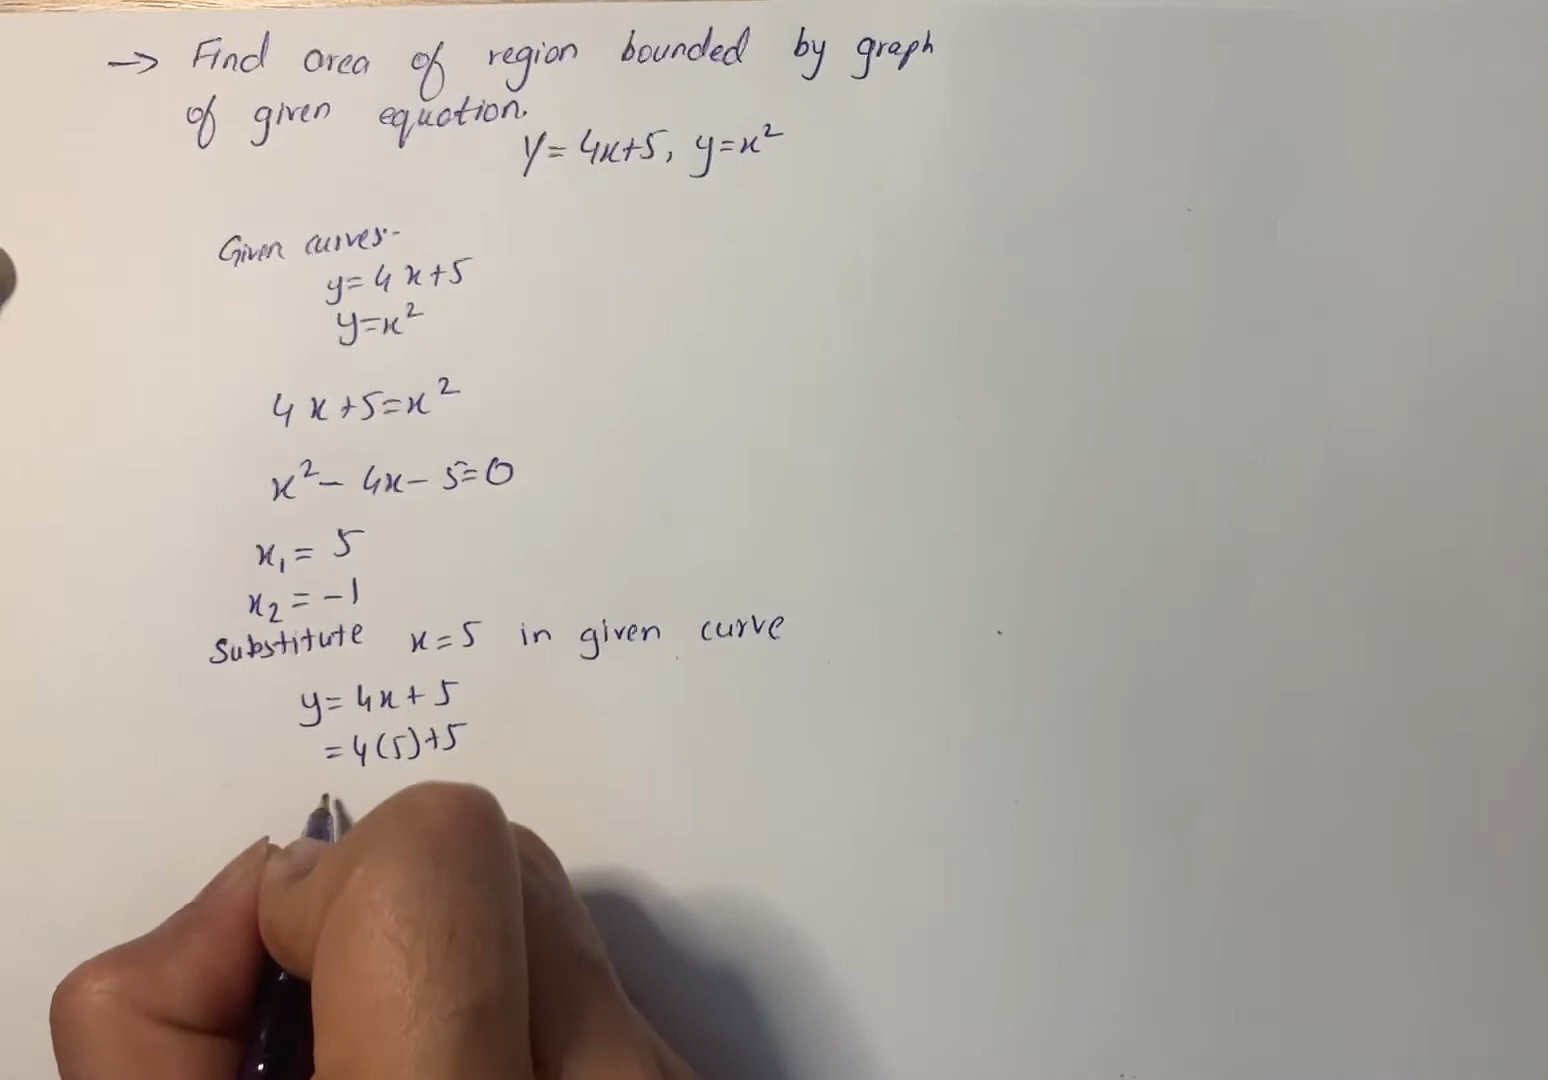 → Find area of region bounded by graph
of given equation.
y=4x+5, y=x²
Given curves:-
y=4x+5
y=x²
4x+5=x²
x²-4x-5=0
x₁=5
x₂=-1
Substitute x=5 in given curve
y=4x+5
=4(5)+5